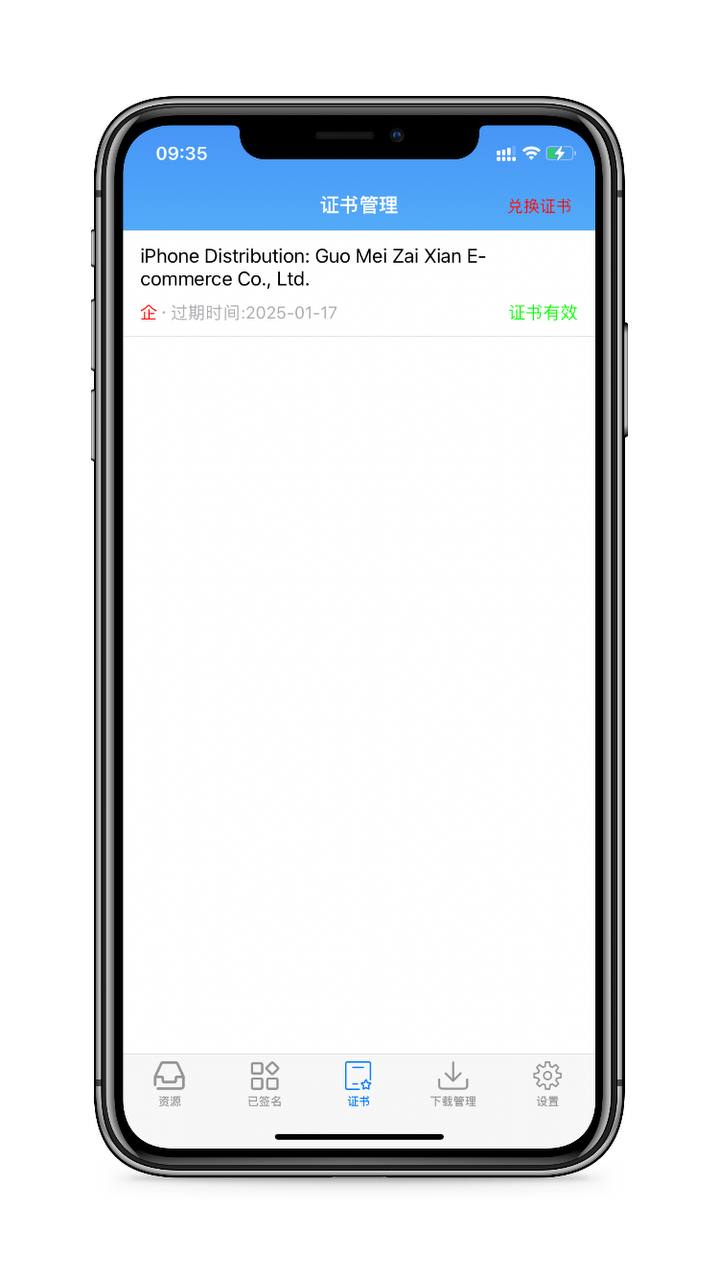 09:35
证书管理
兑换证书
iPhone Distribution: Guo Mei Zai Xian E-
commerce Co., Ltd.
企 · 过期时间:2025-01-17
证书有效
资源
已签名
证书
下载管理
设置